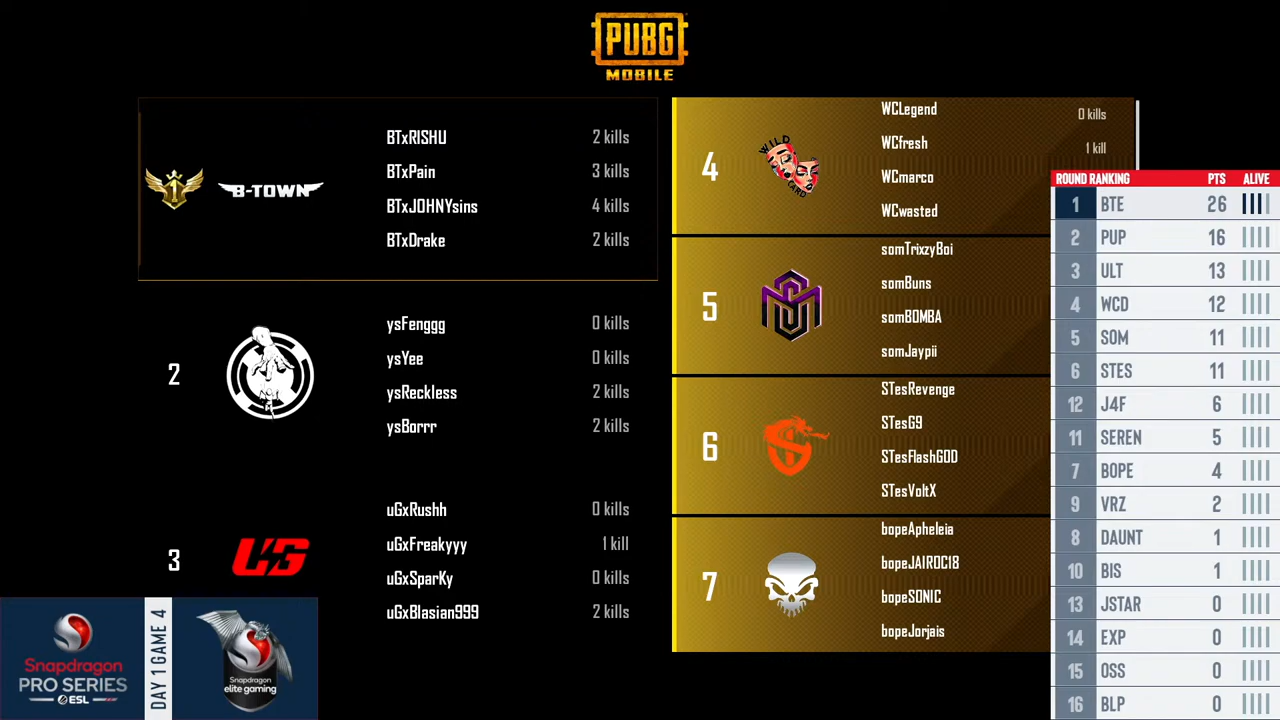 PUBG
MOBILE
B-TOWN
BTxRISHU 2 kills
BTxPain 3 kills
BTxJOHNYsins 4 kills
BTxDrake 2 kills
2
ysFenggg 0 kills
ysYee 0 kills
ysReckless 2 kills
ysBorrr 2 kills
3
UG
uGxRushh 0 kills
uGxFreakyyy 1 kill
uGxSparKy 0 kills
uGxBlasian999 2 kills
4
WILD
CARD
WCLegend 0 kills
WCfresh 1 kill
WCmarco
WCwasted
5
somTrixzyBoi
somBuns
somBOMBA
somJaypii
6
STesRevenge
STesG9
STesFlashGOD
STesVoltX
7
bopeApheleia
bopeJAIROC18
bopeSONIC
bopeJorjais
ROUND RANKING PTS ALIVE
1 BTE 26
2 PUP 16
3 ULT 13
4 WCD 12
5 SOM 11
6 STES 11
12 J4F 6
11 SEREN 5
7 BOPE 4
9 VRZ 2
8 DAUNT 1
10 BIS 1
13 JSTAR 0
14 EXP 0
15 OSS 0
16 BLP 0
Snapdragon
PRO SERIES
ESL
DAY 1 GAME 4
Snapdragon
elite gaming